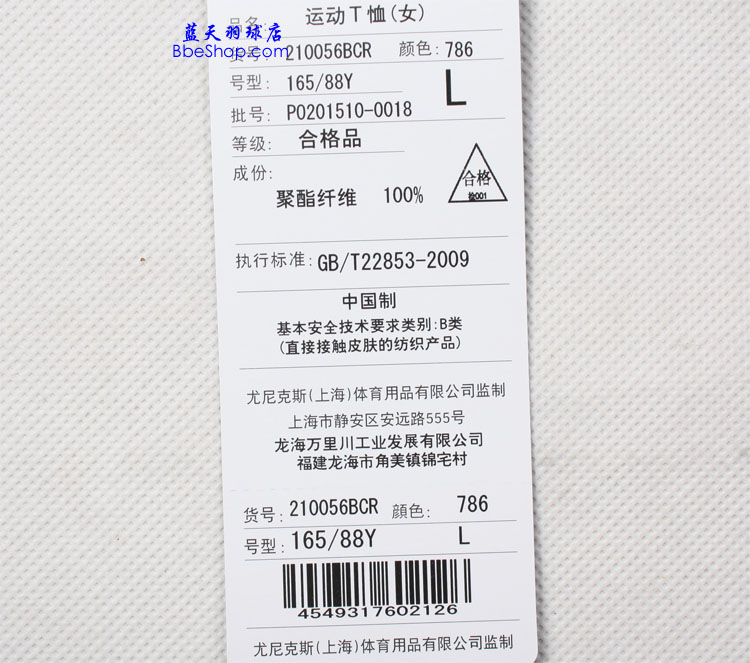 蓝天羽球店
BbeShop.com
品名: 运动T恤(女)
货号: 210056BCR 颜色: 786
号型: 165/88Y L
批号: P0201510-0018
等级: 合格品
成份:
聚酯纤维 100%
合格
检001
执行标准: GB/T22853-2009
中国制
基本安全技术要求类别:B类
(直接接触皮肤的纺织产品)
尤尼克斯(上海)体育用品有限公司监制
上海市静安区安远路555号
龙海万里川工业发展有限公司
福建龙海市角美镇锦宅村
货号: 210056BCR 顔色: 786
号型: 165/88Y L
4549317602126
尤尼克斯(上海)体育用品有限公司监制